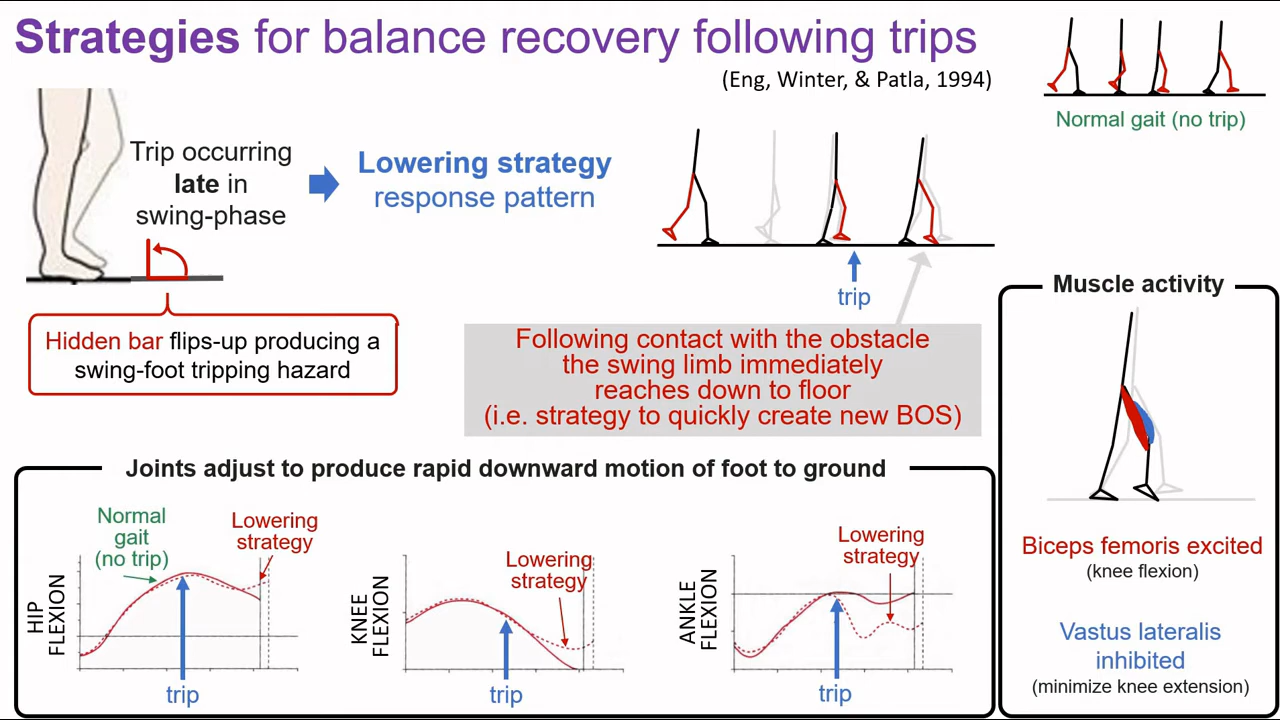 Strategies for balance recovery following trips
(Eng, Winter, & Patla, 1994)
Normal gait (no trip)
Trip occurring
late in
swing-phase
Lowering strategy
response pattern
trip
Hidden bar flips-up producing a
swing-foot tripping hazard
Following contact with the obstacle
the swing limb immediately
reaches down to floor
(i.e. strategy to quickly create new BOS)
Muscle activity
Biceps femoris excited
(knee flexion)
Vastus lateralis
inhibited
(minimize knee extension)
Joints adjust to produce rapid downward motion of foot to ground
HIP
FLEXION
Normal
gait
(no trip)
Lowering
strategy
trip
KNEE
FLEXION
Lowering
strategy
trip
ANKLE
FLEXION
Lowering
strategy
trip